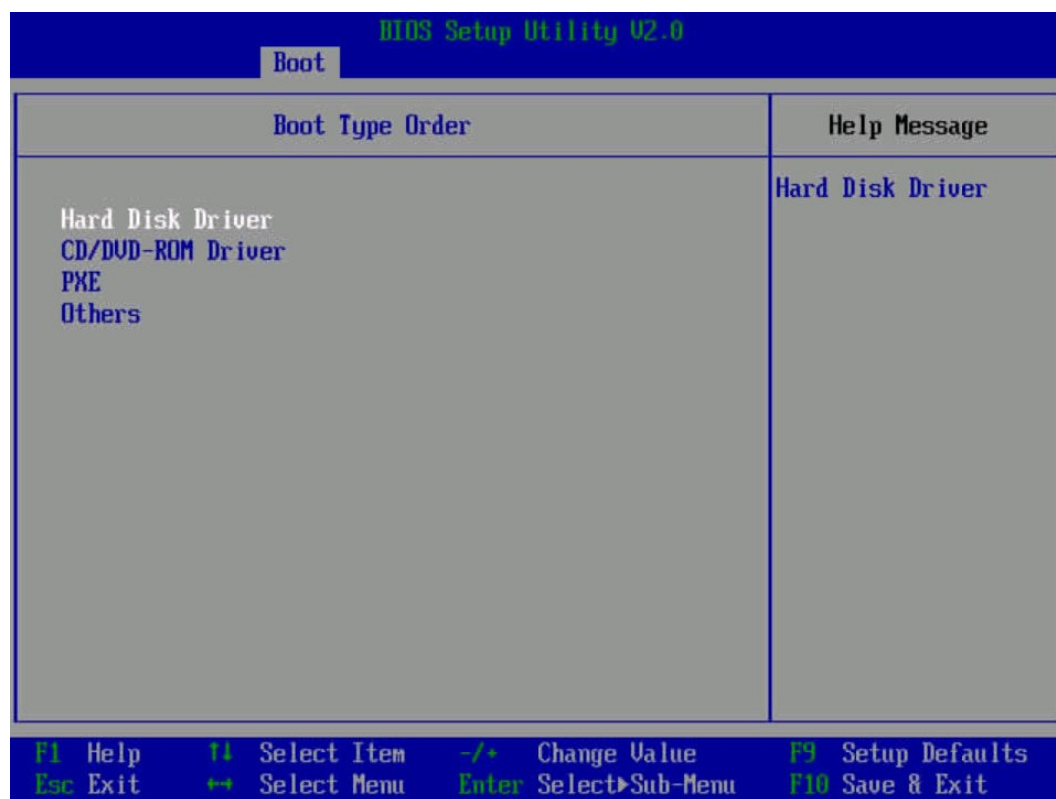 BIOS Setup Utility V2.0
Boot
Boot Type Order
Help Message
Hard Disk Driver
CD/DVD-ROM Driver
PXE
Others
Hard Disk Driver
F1 Help ↑↓ Select Item -/+ Change Value F9 Setup Defaults
Esc Exit ←→ Select Menu Enter Select▶Sub-Menu F10 Save & Exit